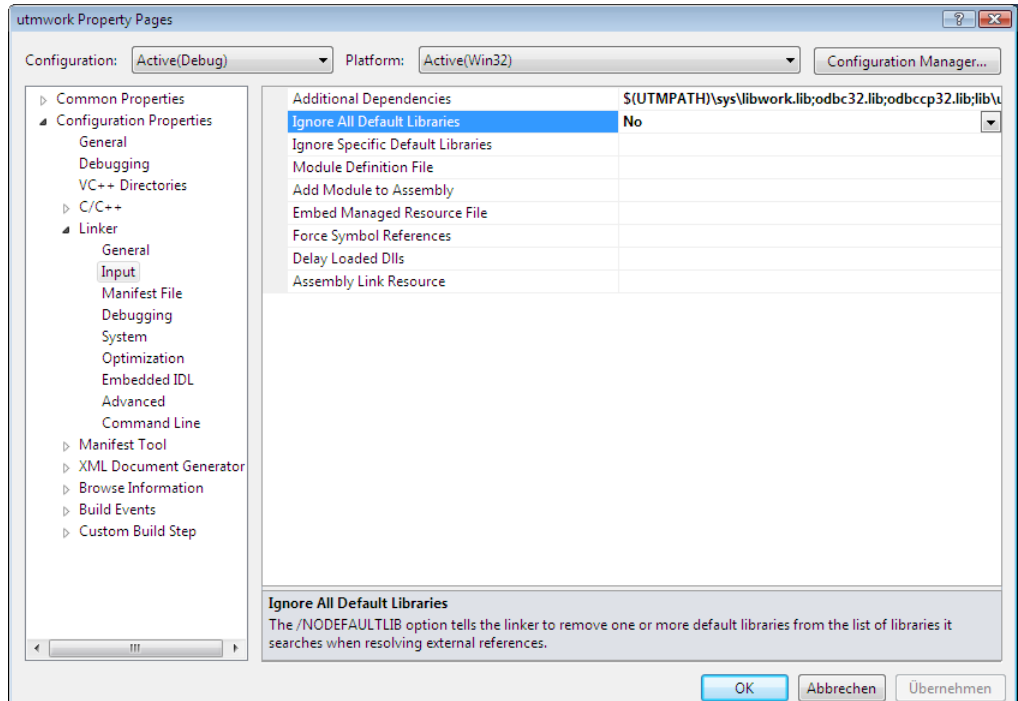 utmwork Property Pages
Configuration: Active(Debug) Platform: Active(Win32) Configuration Manager...
Common Properties
Configuration Properties
General
Debugging
VC++ Directories
C/C++
Linker
General
Input
Manifest File
Debugging
System
Optimization
Embedded IDL
Advanced
Command Line
Manifest Tool
XML Document Generator
Browse Information
Build Events
Custom Build Step
Additional Dependencies $(UTMPATH)\sys\libwork.lib;odbc32.lib;odbccp32.lib;lib\u
Ignore All Default Libraries No
Ignore Specific Default Libraries
Module Definition File
Add Module to Assembly
Embed Managed Resource File
Force Symbol References
Delay Loaded Dlls
Assembly Link Resource
Ignore All Default Libraries
The /NODEFAULTLIB option tells the linker to remove one or more default libraries from the list of libraries it
searches when resolving external references.
OK Abbrechen Übernehmen